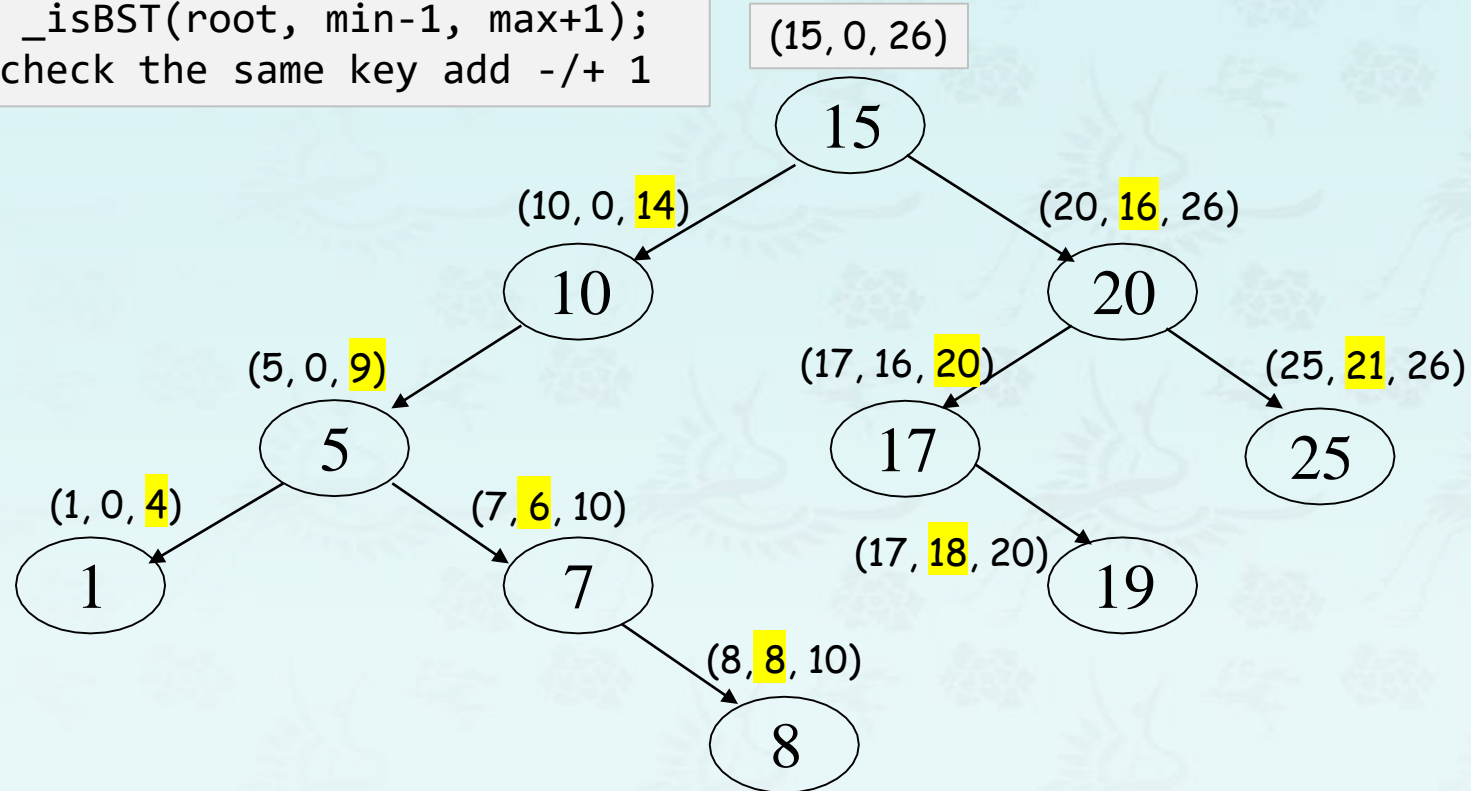 _isBST(root, min-1, max+1);
check the same key add -/+ 1
(15, 0, 26)
15
(10, 0, 14)
(20, 16, 26)
10
20
(5, 0, 9)
(17, 16, 20)
(25, 21, 26)
5
17
25
(1, 0, 4)
(7, 6, 10)
(17, 18, 20)
1
7
19
(8, 8, 10)
8